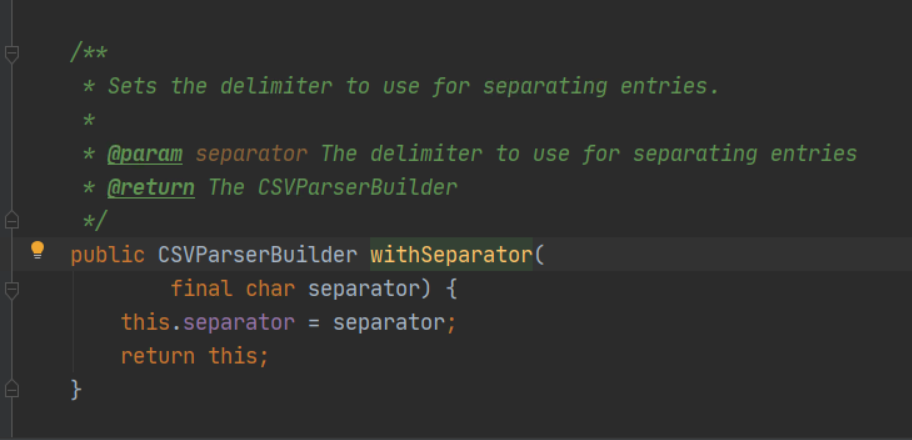 /**
 * Sets the delimiter to use for separating entries.
 *
 * @param separator The delimiter to use for separating entries
 * @return The CSVParserBuilder
 */
public CSVParserBuilder withSeparator(
        final char separator) {
    this.separator = separator;
    return this;
}